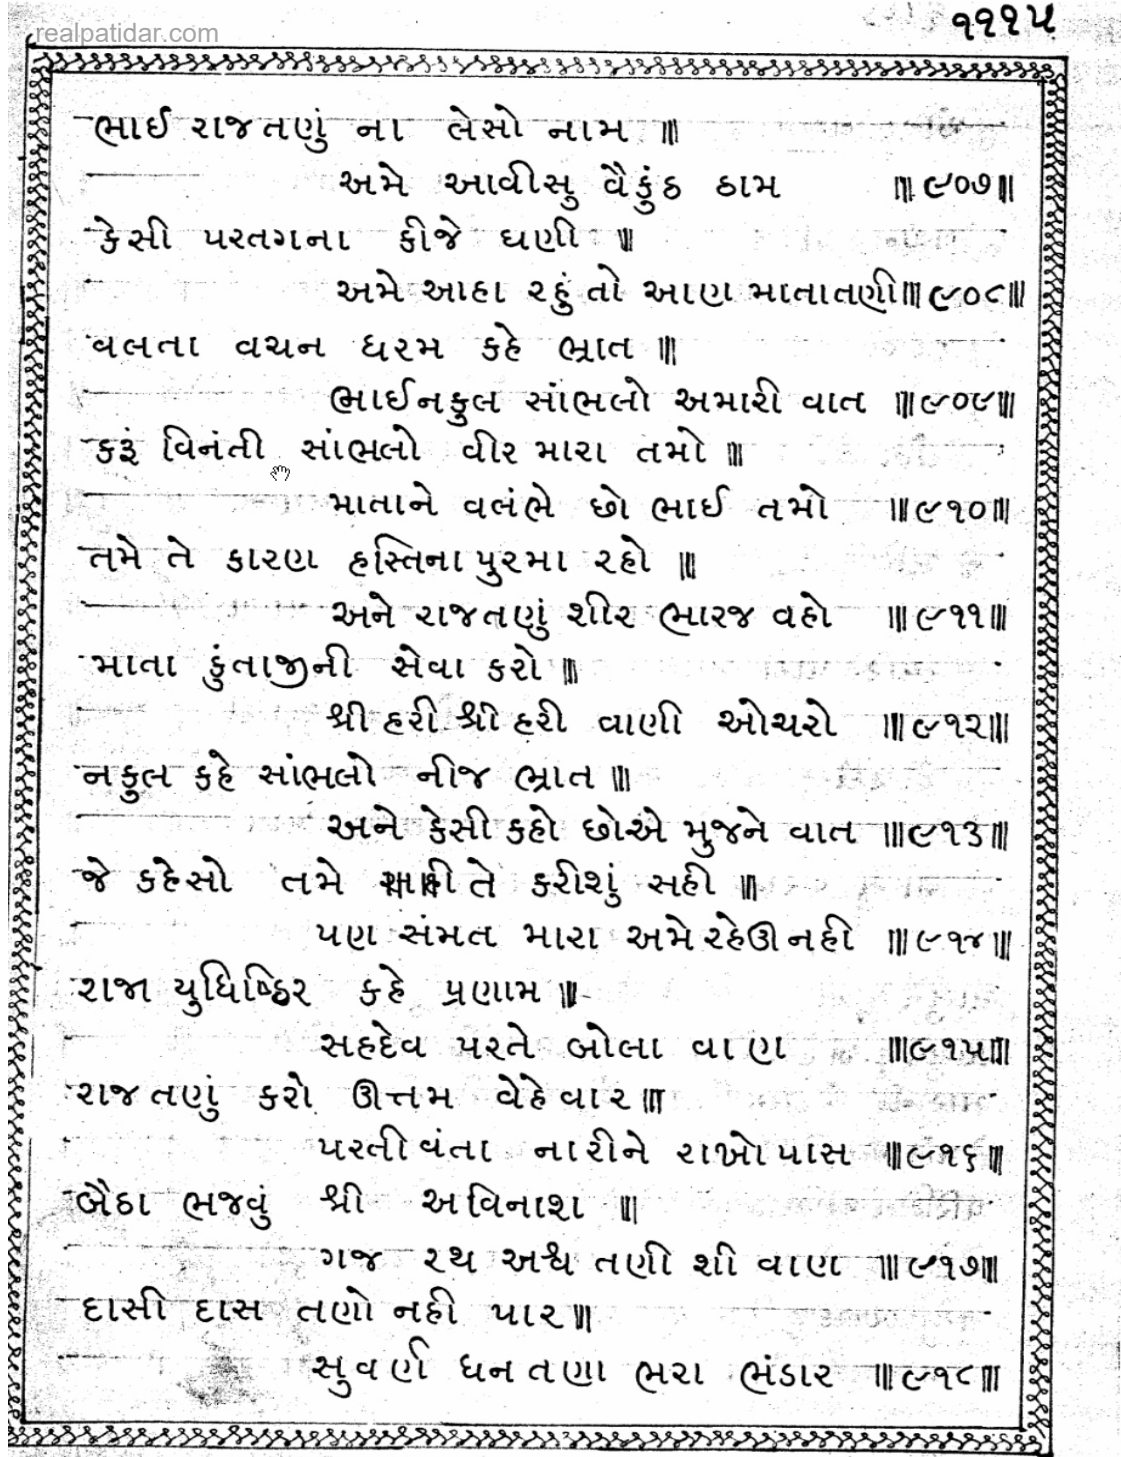 realpatidar.com
૧૧૧૫
ભાઈ રાજતણું ના લેસો નામ ॥
અમે આવીસુ વૈકુંઠ ઠામ ॥૯૦૭॥
કેસી પરતગના કીજે ઘણી ॥
અમે આહા રહું તો આણ માતાતણી॥૯૦૮॥
વલતા વચન ધરમ કહે ભ્રાત ॥
ભાઈનકુલ સાંભલો અમારી વાત ॥૯૦૯॥
કરૂં વિનંતી સાંભલો વીર મારા તમો ॥
માતાને વલંભે છો ભાઈ તમો ॥૯૧૦॥
તમે તે કારણ હસ્તિનાપુરમા રહો ॥
અને રાજતણું શીર ભારજ વહો ॥૯૧૧॥
માતા કુંતાજીની સેવા કરો ॥
શ્રી હરી શ્રી હરી વાણી ઓચરો ॥૯૧૨॥
નકુલ કહે સાંભલો નીજ ભ્રાત ॥
અને કેસી કહો છોએ મુજને વાત ॥૯૧૩॥
જે કહેસો તમે તે કરીશું સહી ॥
પણ સંમત મારા અમે રહેઊ નહી ॥૯૧૪॥
રાજા યુધિષ્ઠિર કહે પ્રણામ ॥
સહદેવ પરતે બોલા વાણ ॥૯૧૫॥
રાજતણું કરો ઊત્તમ વેહેવાર॥
પરતીવંતા નારીને રાખો પાસ ॥૯૧૬॥
બૈઠા ભજવું શ્રી અવિનાશ ॥
ગજ રથ અશ્વ તણી શી વાણ ॥૯૧૭॥
દાસી દાસ તણો નહી પાર॥
સુવર્ણ ધનતણા ભરા ભંડાર ॥૯૧૮॥